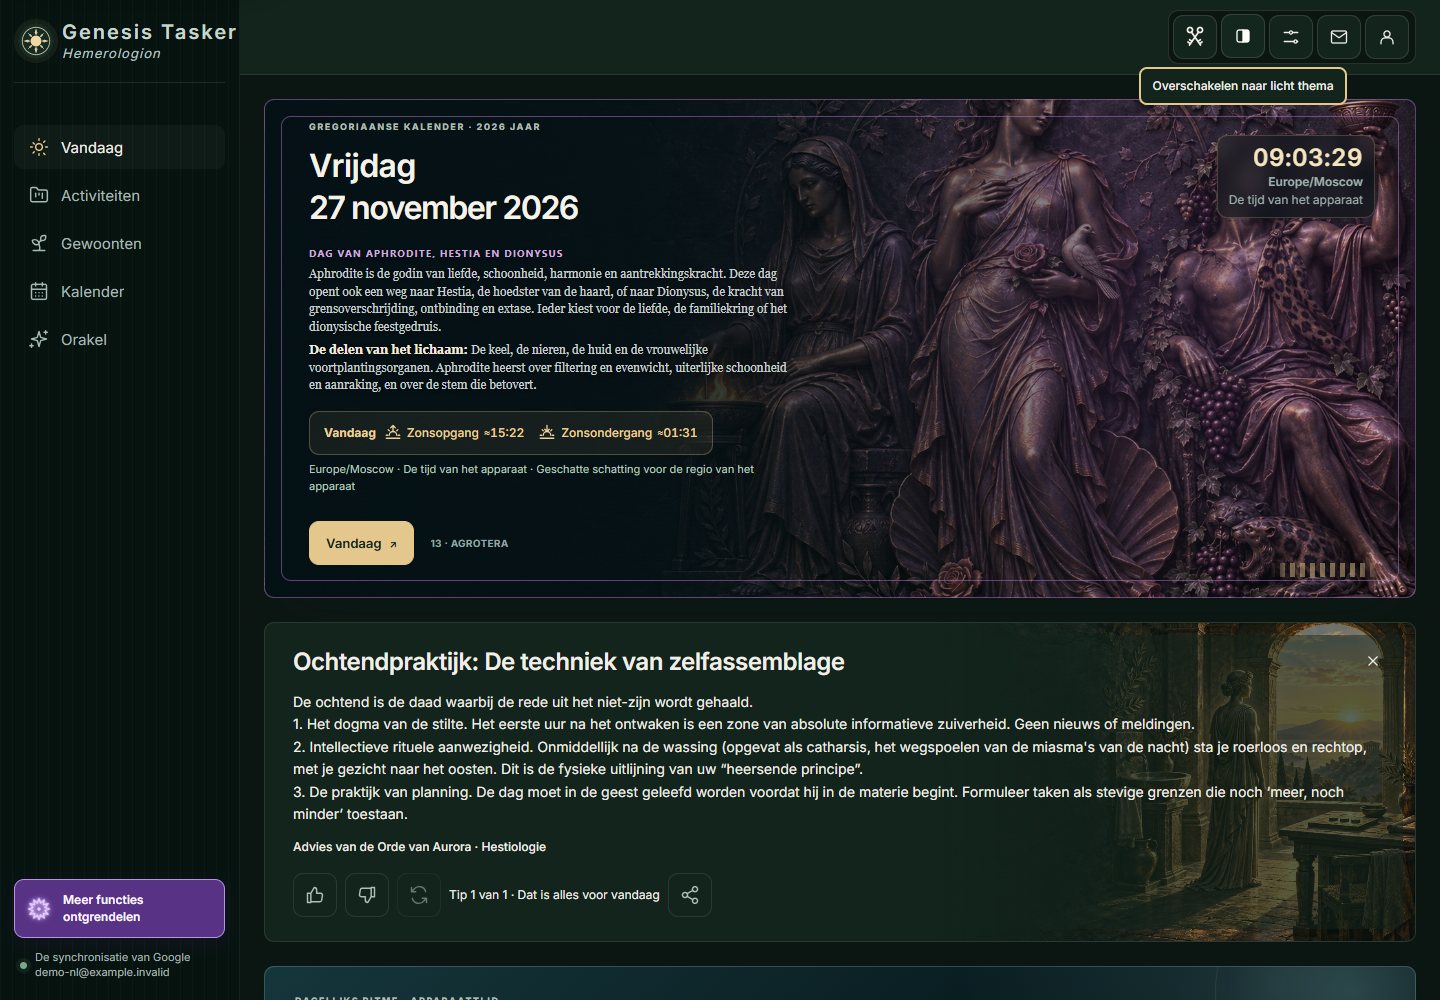 Genesis Tasker
Hemerologion
Overschakelen naar licht thema
Vandaag
Activiteiten
Gewoonten
Kalender
Orakel
Meer functies
ontgrendelen
De synchronisatie van Google
demo-nl@example.invalid
GREGORIAANSE KALENDER · 2026 JAAR
Vrijdag
27 november 2026
09:03:29
Europe/Moscow
De tijd van het apparaat
DAG VAN APHRODITE, HESTIA EN DIONYSUS
Aphrodite is de godin van liefde, schoonheid, harmonie en aantrekkingskracht. Deze dag
opent ook een weg naar Hestia, de hoedster van de haard, of naar Dionysus, de kracht van
grensoverschrijding, ontbinding en extase. Ieder kiest voor de liefde, de familiekring of het
dionysische feestgedruis.
De delen van het lichaam: De keel, de nieren, de huid en de vrouwelijke
voortplantingsorganen. Aphrodite heerst over filtering en evenwicht, uiterlijke schoonheid
en aanraking, en over de stem die betovert.
Vandaag Zonsopgang ≈15:22 Zonsondergang ≈01:31
Europe/Moscow · De tijd van het apparaat · Geschatte schatting voor de regio van het
apparaat
Vandaag ↗ 13 · AGROTERA
Ochtendpraktijk: De techniek van zelfassemblage
De ochtend is de daad waarbij de rede uit het niet-zijn wordt gehaald.
1. Het dogma van de stilte. Het eerste uur na het ontwaken is een zone van absolute informatieve zuiverheid. Geen nieuws of meldingen.
2. Intellectieve rituele aanwezigheid. Onmiddellijk na de wassing (opgevat als catharsis, het wegspoelen van de miasma's van de nacht) sta je roerloos en rechtop,
met je gezicht naar het oosten. Dit is de fysieke uitlijning van uw “heersende principe”.
3. De praktijk van planning. De dag moet in de geest geleefd worden voordat hij in de materie begint. Formuleer taken als stevige grenzen die noch ‘meer, noch
minder’ toestaan.
Advies van de Orde van Aurora · Hestiologie
Tip 1 van 1 · Dat is alles voor vandaag
DAGELIJKS RITME · APPARAATTIJD